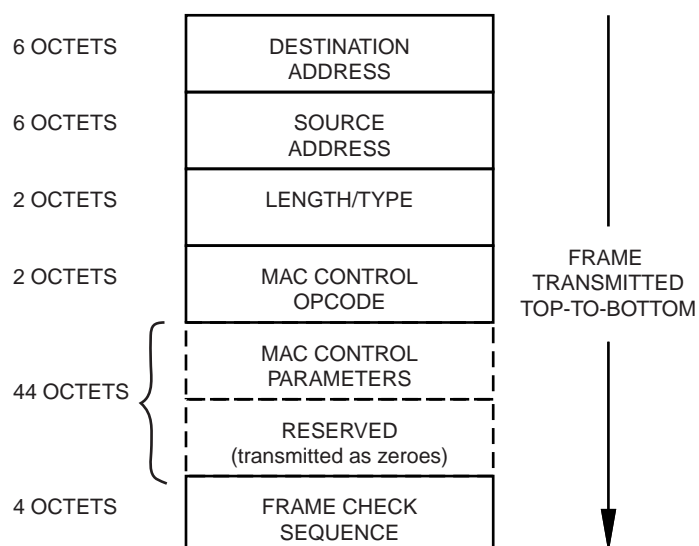 6 OCTETS
DESTINATION
ADDRESS
6 OCTETS
SOURCE
ADDRESS
2 OCTETS
LENGTH/TYPE
2 OCTETS
MAC CONTROL
OPCODE
44 OCTETS
MAC CONTROL
PARAMETERS
RESERVED
(transmitted as zeroes)
4 OCTETS
FRAME CHECK
SEQUENCE
FRAME
TRANSMITTED
TOP-TO-BOTTOM